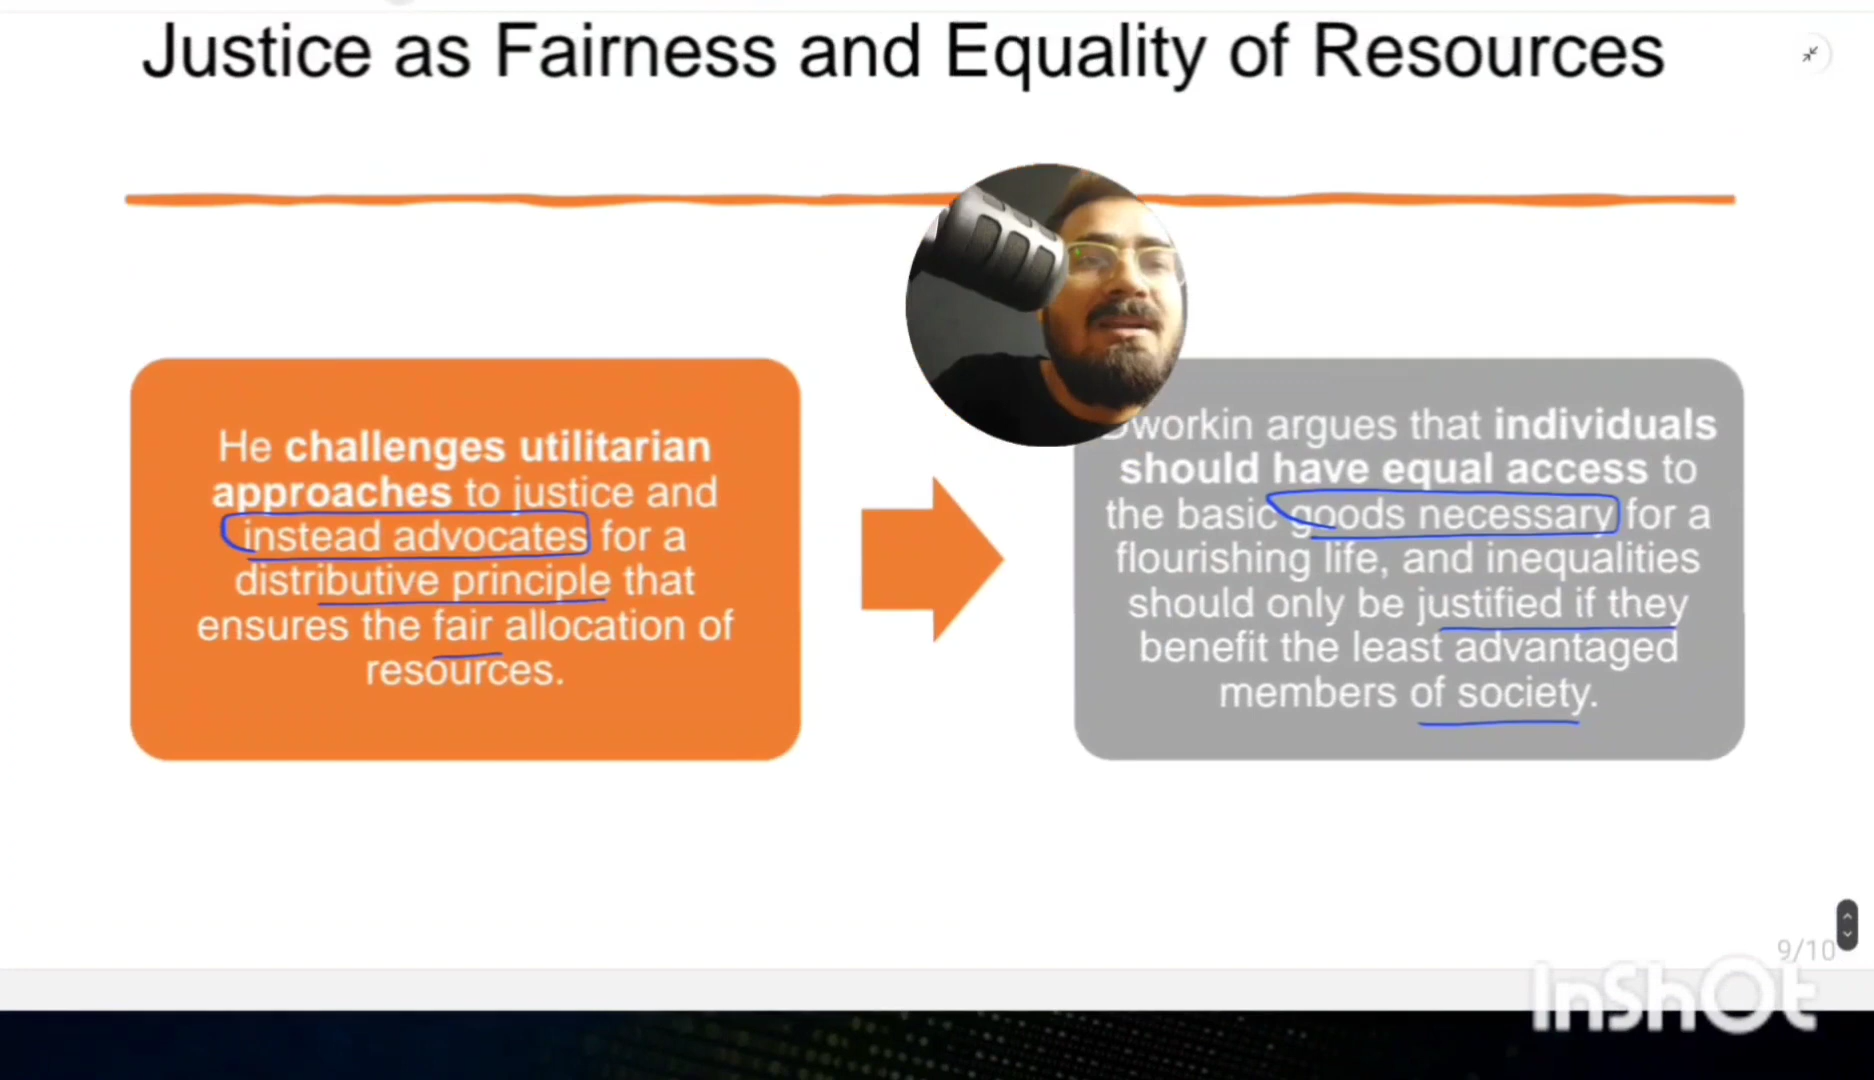 Justice as Fairness and Equality of Resources
He challenges utilitarian
approaches to justice and
instead advocates for a
distributive principle that
ensures the fair allocation of
resources.
workin argues that individuals
should have equal access to
the basic goods necessary for a
flourishing life, and inequalities
should only be justified if they
benefit the least advantaged
members of society.
9/10
InShOt